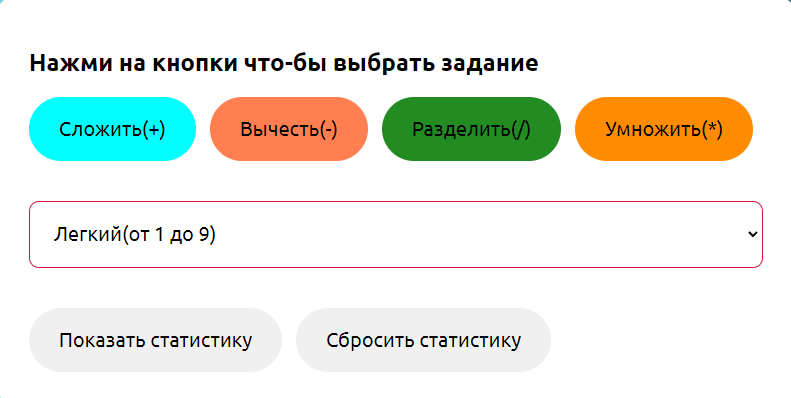 Нажми на кнопки что-бы выбрать задание
Сложить(+) Вычесть(-) Разделить(/) Умножить(*)
Легкий(от 1 до 9)
Показать статистику Сбросить статистику